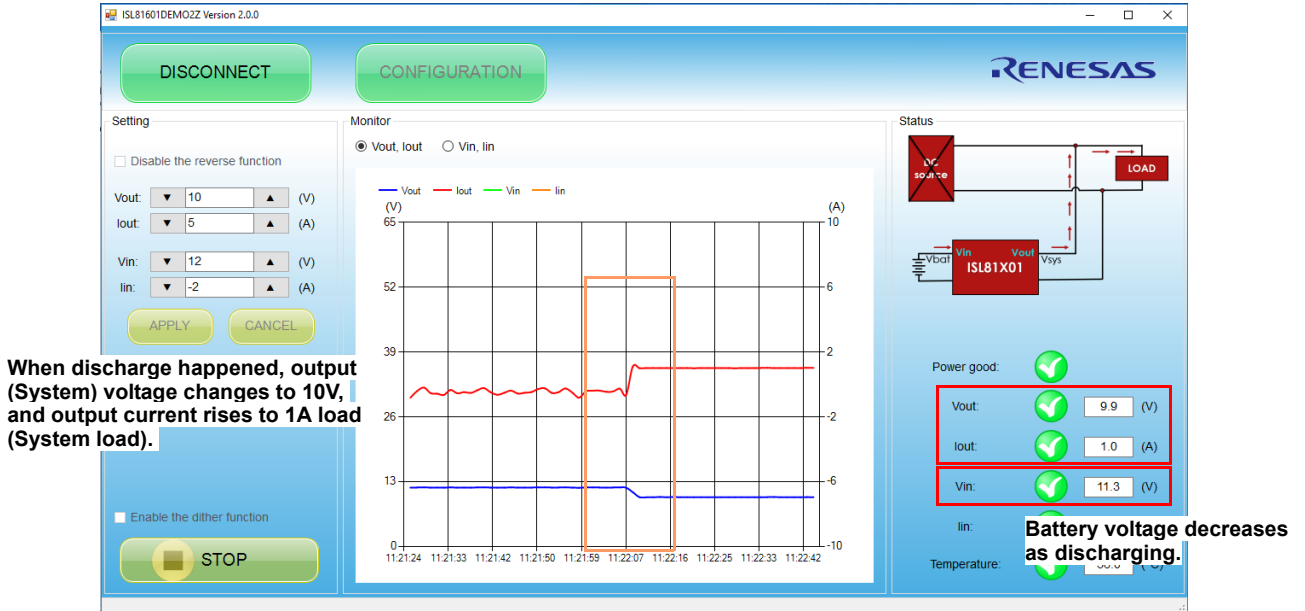 ISL81601DEMO2Z Version 2.0.0
DISCONNECT
CONFIGURATION
RENESAS
Setting
Disable the reverse function
Vout: 10 (V)
Iout: 5 (A)
Vin: 12 (V)
Iin: -2 (A)
APPLY CANCEL
When discharge happened, output
(System) voltage changes to 10V,
and output current rises to 1A load
(System load).
Enable the dither function
STOP
Monitor
Vout, Iout Vin, Iin
Vout Iout Vin Iin
(V) (A)
65 10
52 6
39 2
26 -2
13 -6
0 -10
11:21:24 11:21:33 11:21:42 11:21:50 11:21:59 11:22:07 11:22:16 11:22:25 11:22:33 11:22:42
Status
DC
source
LOAD
Vbat Vin Vout Vsys
ISL81X01
Power good:
Vout: 9.9 (V)
Iout: 1.0 (A)
Vin: 11.3 (V)
Iin:
Battery voltage decreases
as discharging.
Temperature: